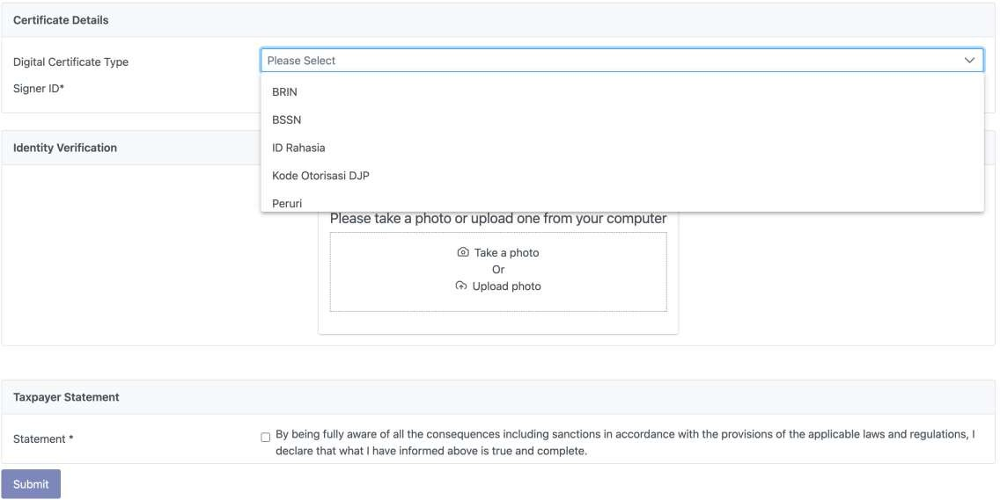 Certificate Details
Digital Certificate Type
Please Select
Signer ID*
BRIN
BSSN
ID Rahasia
Kode Otorisasi DJP
Peruri
Identity Verification
Please take a photo or upload one from your computer
Take a photo
Or
Upload photo
Taxpayer Statement
Statement *
By being fully aware of all the consequences including sanctions in accordance with the provisions of the applicable laws and regulations, I
declare that what I have informed above is true and complete.
Submit